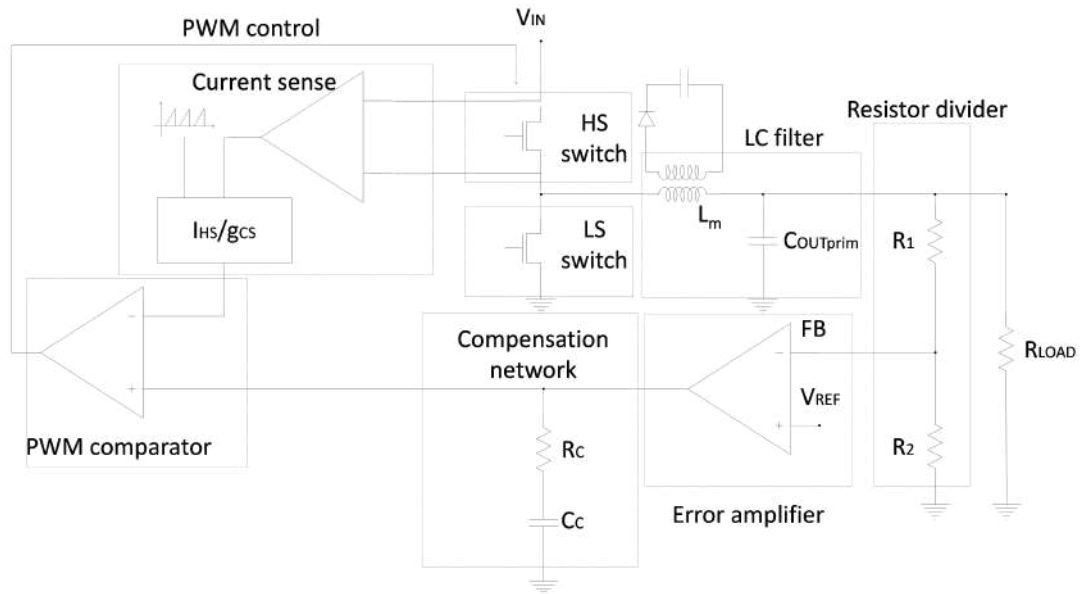 VIN
PWM control
Current sense
HS
switch
LC filter
Resistor divider
IHS/gCS
LS
switch
Lm
COUTprim
R1
Compensation
network
FB
RLOAD
VREF
PWM comparator
RC
R2
CC
Error amplifier
-
+
-
+